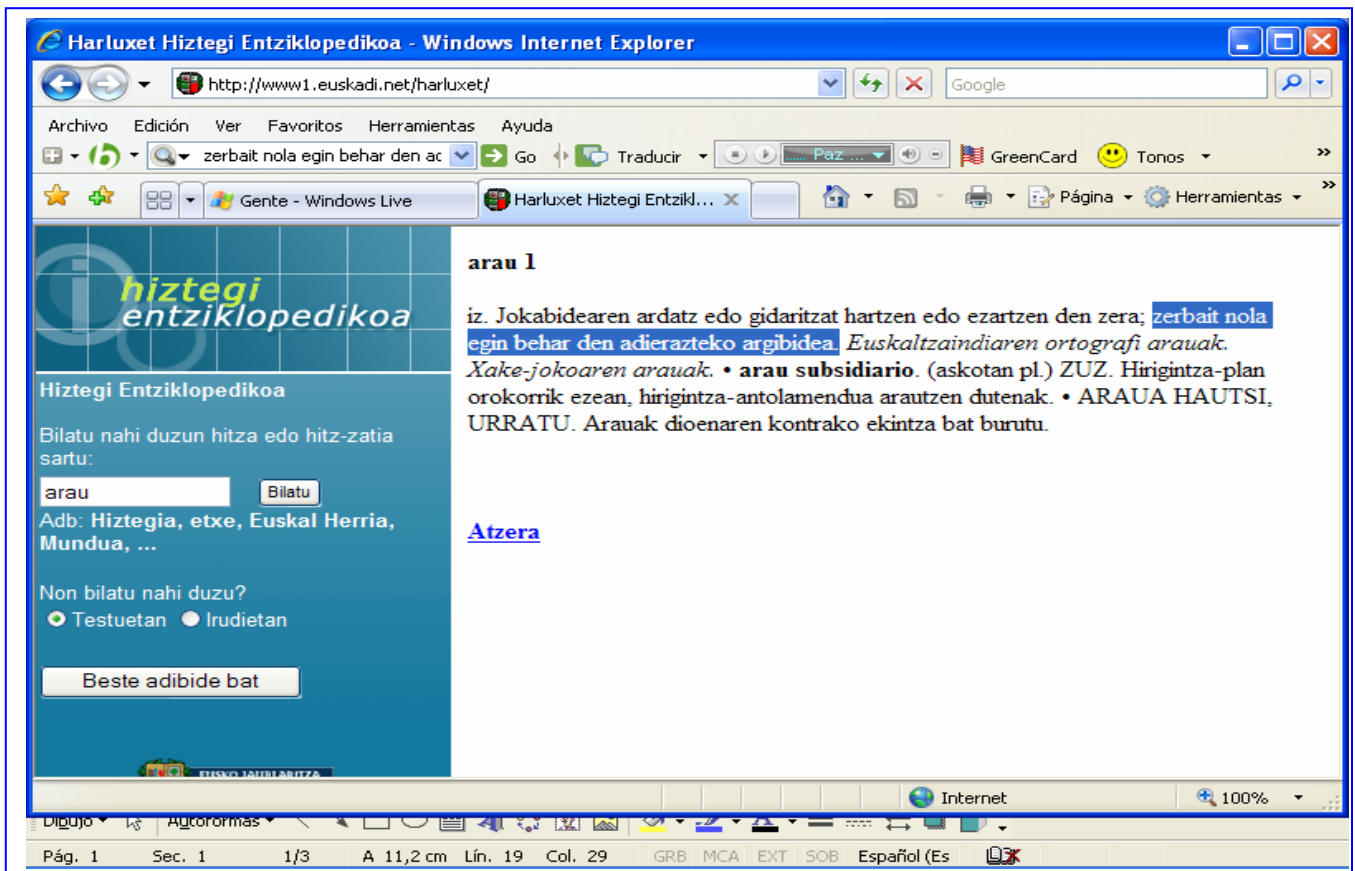 Harluxet Hiztegi Entziklopedikoa - Windows Internet Explorer
http://www1.euskadi.net/harluxet/
Google
Archivo Edición Ver Favoritos Herramientas Ayuda
zerbait nola egin behar den ac Go Traducir Paz ... GreenCard Tonos »
Gente - Windows Live Harluxet Hiztegi Entzikl... Página Herramientas »
hiztegi
entziklopedikoa
Hiztegi Entziklopedikoa
Bilatu nahi duzun hitza edo hitz-zatia
sartu:
arau Bilatu
Adb: Hiztegia, etxe, Euskal Herria,
Mundua, ...
Non bilatu nahi duzu?
Testuetan Irudietan
Beste adibide bat
EUSKO JAURLARITZA
arau 1
iz. Jokabidearen ardatz edo gidaritzat hartzen edo ezartzen den zera; zerbait nola
egin behar den adierazteko argibidea. Euskaltzaindiaren ortografi arauak.
Xake-jokoaren arauak. • arau subsidiario. (askotan pl.) ZUZ. Hirigintza-plan
orokorrik ezean, hirigintza-antolamendua arautzen dutenak. • ARAUA HAUTSI,
URRATU. Arauak dioenaren kontrako ekintza bat burutu.
Atzera
Internet 100%
Dibujo Autoformas
Pág. 1 Sec. 1 1/3 A 11,2 cm Lín. 19 Col. 29 GRB MCA EXT SOB Español (Es